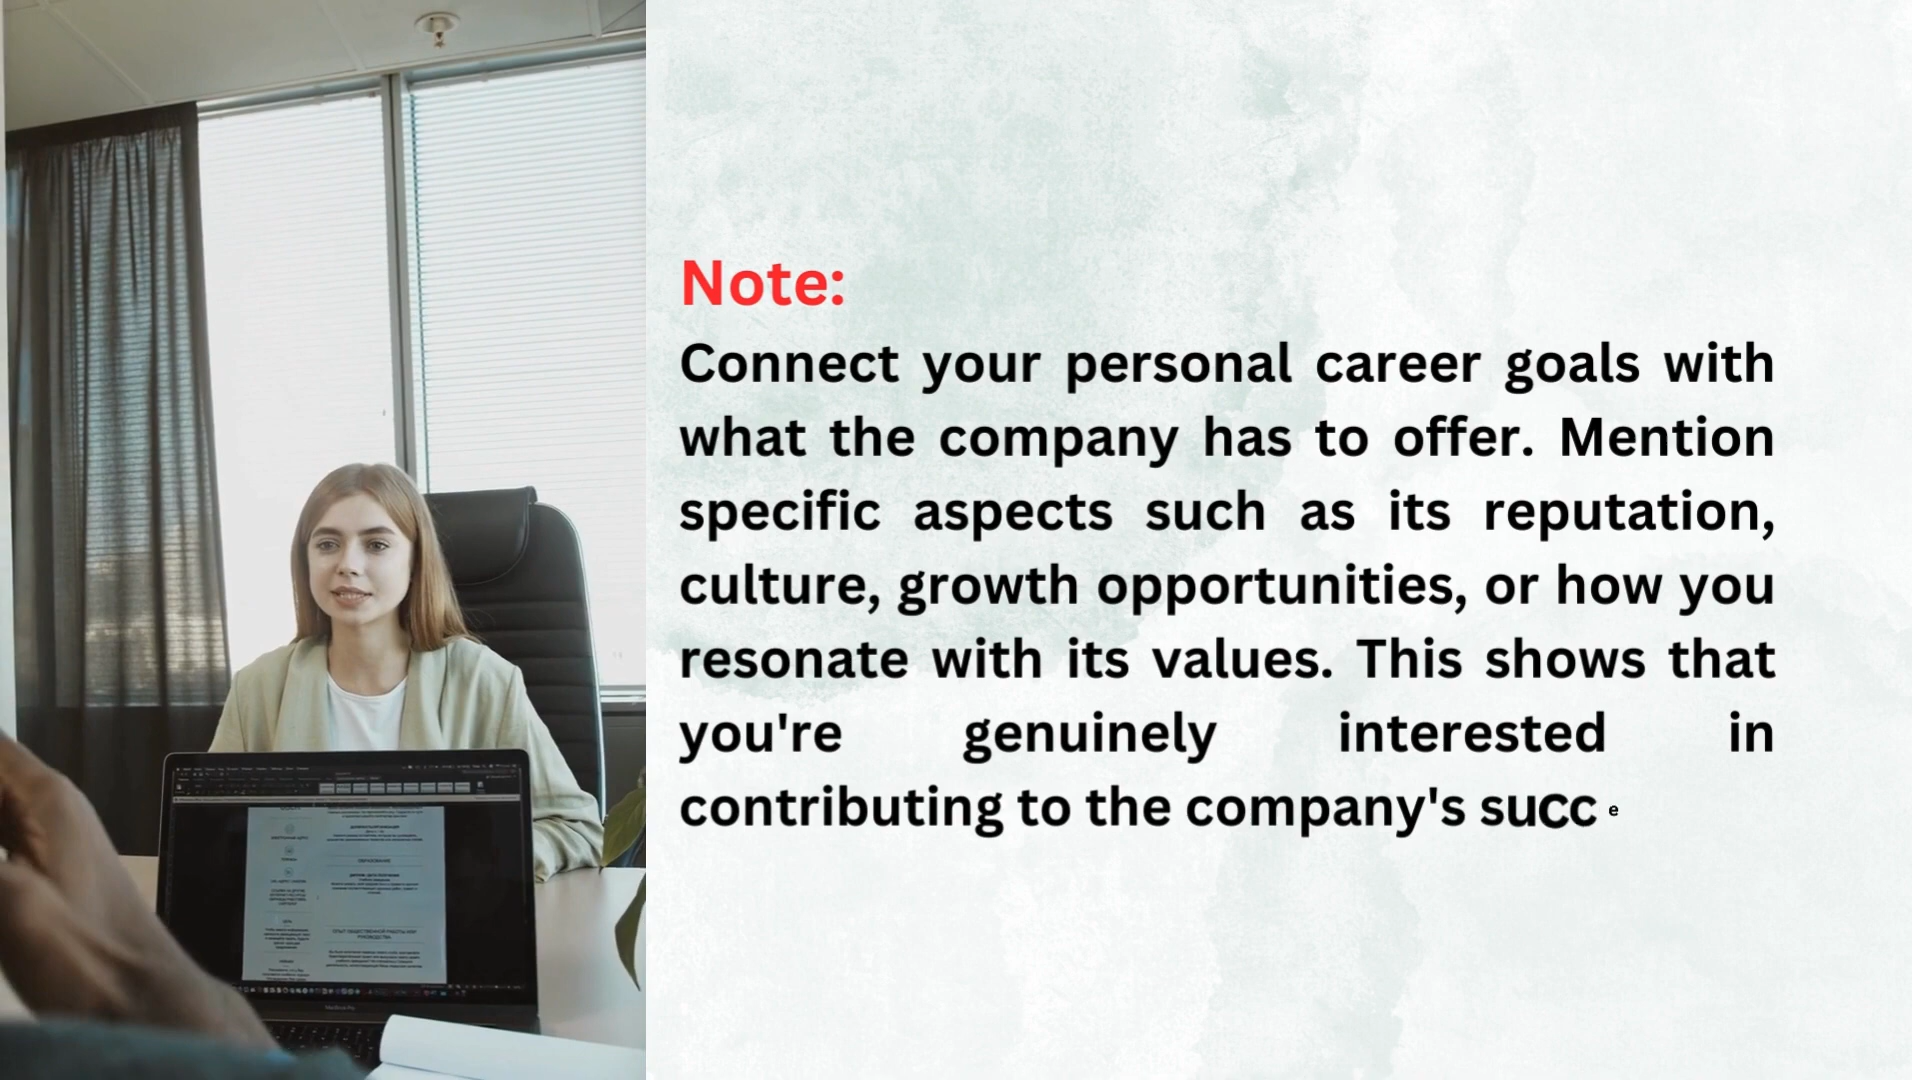 Note:
Connect your personal career goals with
what the company has to offer. Mention
specific aspects such as its reputation,
culture, growth opportunities, or how you
resonate with its values. This shows that
you're genuinely interested in
contributing to the company's succe